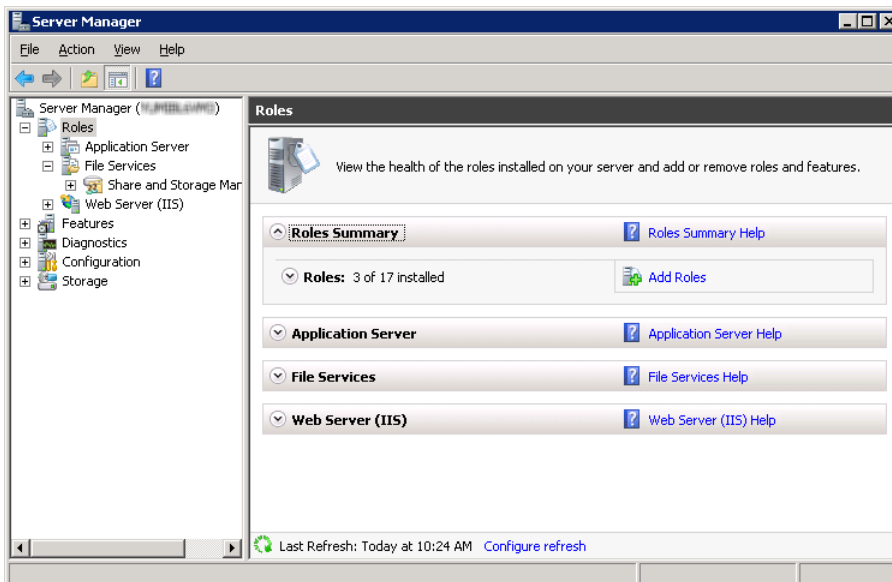 Server Manager
File Action View Help
Server Manager ( )
Roles
Application Server
File Services
Share and Storage Mar
Web Server (IIS)
Features
Diagnostics
Configuration
Storage
Roles
View the health of the roles installed on your server and add or remove roles and features.
Roles Summary
Roles Summary Help
Roles: 3 of 17 installed
Add Roles
Application Server
Application Server Help
File Services
File Services Help
Web Server (IIS)
Web Server (IIS) Help
Last Refresh: Today at 10:24 AM Configure refresh